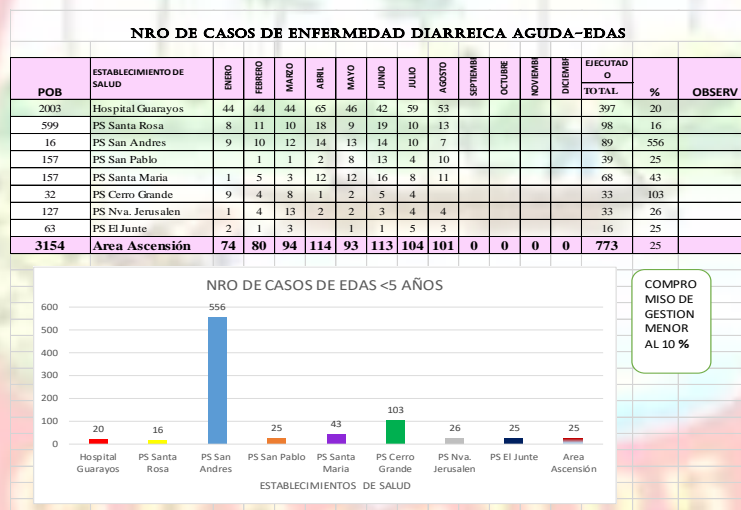 NRO DE CASOS DE ENFERMEDAD DIARREICA AGUDA-EDAS
POB ESTABLECIMIENTO DE SALUD ENERO FEBRERO MARZO ABRIL MAYO JUNIO JULIO AGOSTO SEPTIEMBR OCTUBRE NOVIEMBR DICIEMBR EJECUTADO TOTAL % OBSERV
2003 Hospital Guarayos 44 44 44 65 46 42 59 53 397 20
599 PS Santa Rosa 8 11 10 18 9 19 10 13 98 16
16 PS San Andres 9 10 12 14 13 14 10 7 89 556
157 PS San Pablo 1 1 2 8 13 4 10 39 25
157 PS Santa Maria 1 5 3 12 12 16 8 11 68 43
32 PS Cerro Grande 9 4 8 1 2 5 4 33 103
127 PS Nva. Jerusalen 1 4 13 2 2 3 4 4 33 26
63 PS El Junte 2 1 3 1 1 5 3 16 25
3154 Area Ascensión 74 80 94 114 93 113 104 101 0 0 0 0 773 25
NRO DE CASOS DE EDAS <5 AÑOS
600
500
400
300
200
100
0
20 16 556 25 43 103 26 25 25
Hospital Guarayos PS Santa Rosa PS San Andres PS San Pablo PS Santa Maria PS Cerro Grande PS Nva. Jerusalen PS El Junte Area Ascensión
ESTABLECIMIENTOS DE SALUD
COMPRO
MISO DE
GESTION
MENOR
AL 10 %